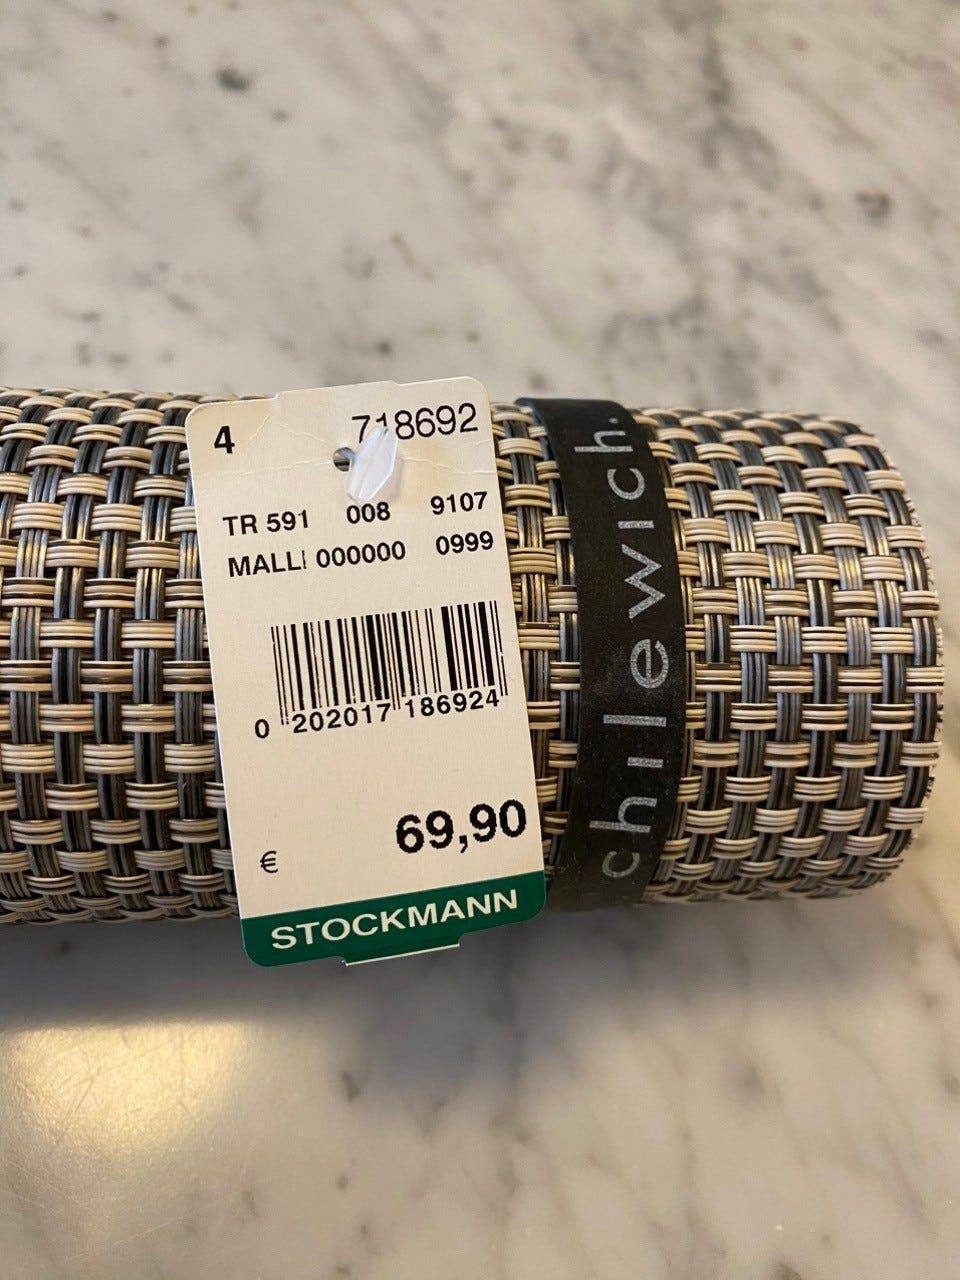 4 718692
TR 591 008 9107
MALLI 000000 0999
0 202017 186924
€ 69,90
STOCKMANN
chilewich.